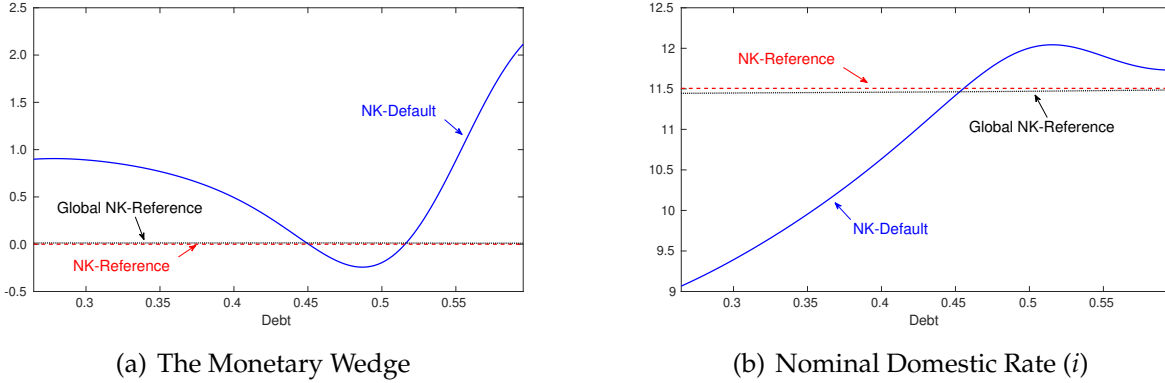 2.5
2.0
1.5
1.0
0.5
0.0
-0.5
NK-Default
Global NK-Reference
NK-Reference
0.3 0.35 0.4 0.45 0.5 0.55
Debt
(a) The Monetary Wedge
12.5
12
11.5
11
10.5
10
9.5
9
NK-Reference
Global NK-Reference
NK-Default
0.3 0.35 0.4 0.45 0.5 0.55
Debt
(b) Nominal Domestic Rate (i)